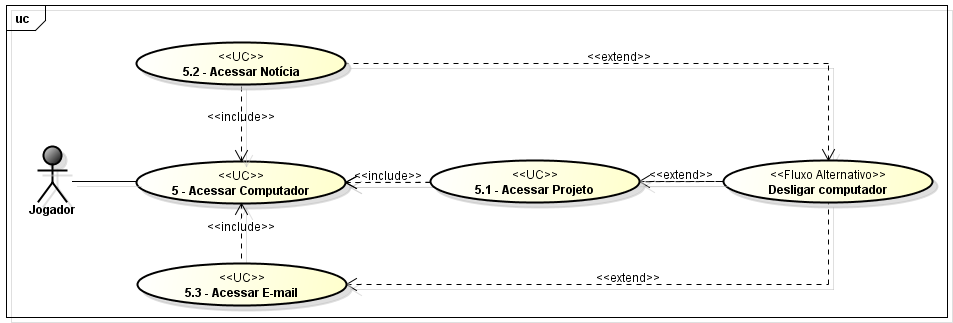 uc
<<UC>>
5.2 - Acessar Notícia
<<extend>>
<<include>>
<<UC>>
5 - Acessar Computador
<<include>>
<<UC>>
5.1 - Acessar Projeto
<<extend>>
<<Fluxo Alternativo>>
Desligar computador
Jogador
<<include>>
<<UC>>
5.3 - Acessar E-mail
<<extend>>